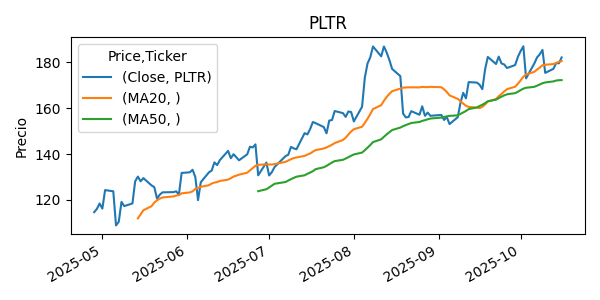 PLTR
Price,Ticker
(Close, PLTR)
(MA20, )
(MA50, )
Precio
180
160
140
120
2025-05
2025-06
2025-07
2025-08
2025-09
2025-10